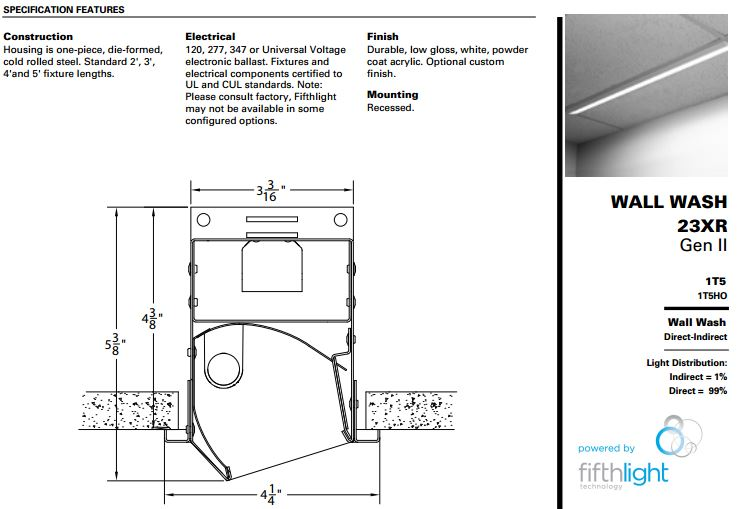 SPECIFICATION FEATURES
Construction
Housing is one-piece, die-formed,
cold rolled steel. Standard 2', 3',
4'and 5' fixture lengths.
Electrical
120, 277, 347 or Universal Voltage
electronic ballast. Fixtures and
electrical components certified to
UL and CUL standards. Note:
Please consult factory, Fifthlight
may not be available in some
configured options.
Finish
Durable, low gloss, white, powder
coat acrylic. Optional custom
finish.
Mounting
Recessed.
3 3/16"
4 3/8"
5 3/8"
4 1/4"
WALL WASH
23XR
Gen II
1T5
1T5HO
Wall Wash
Direct-Indirect
Light Distribution:
Indirect = 1%
Direct = 99%
powered by
fifthlight
technology